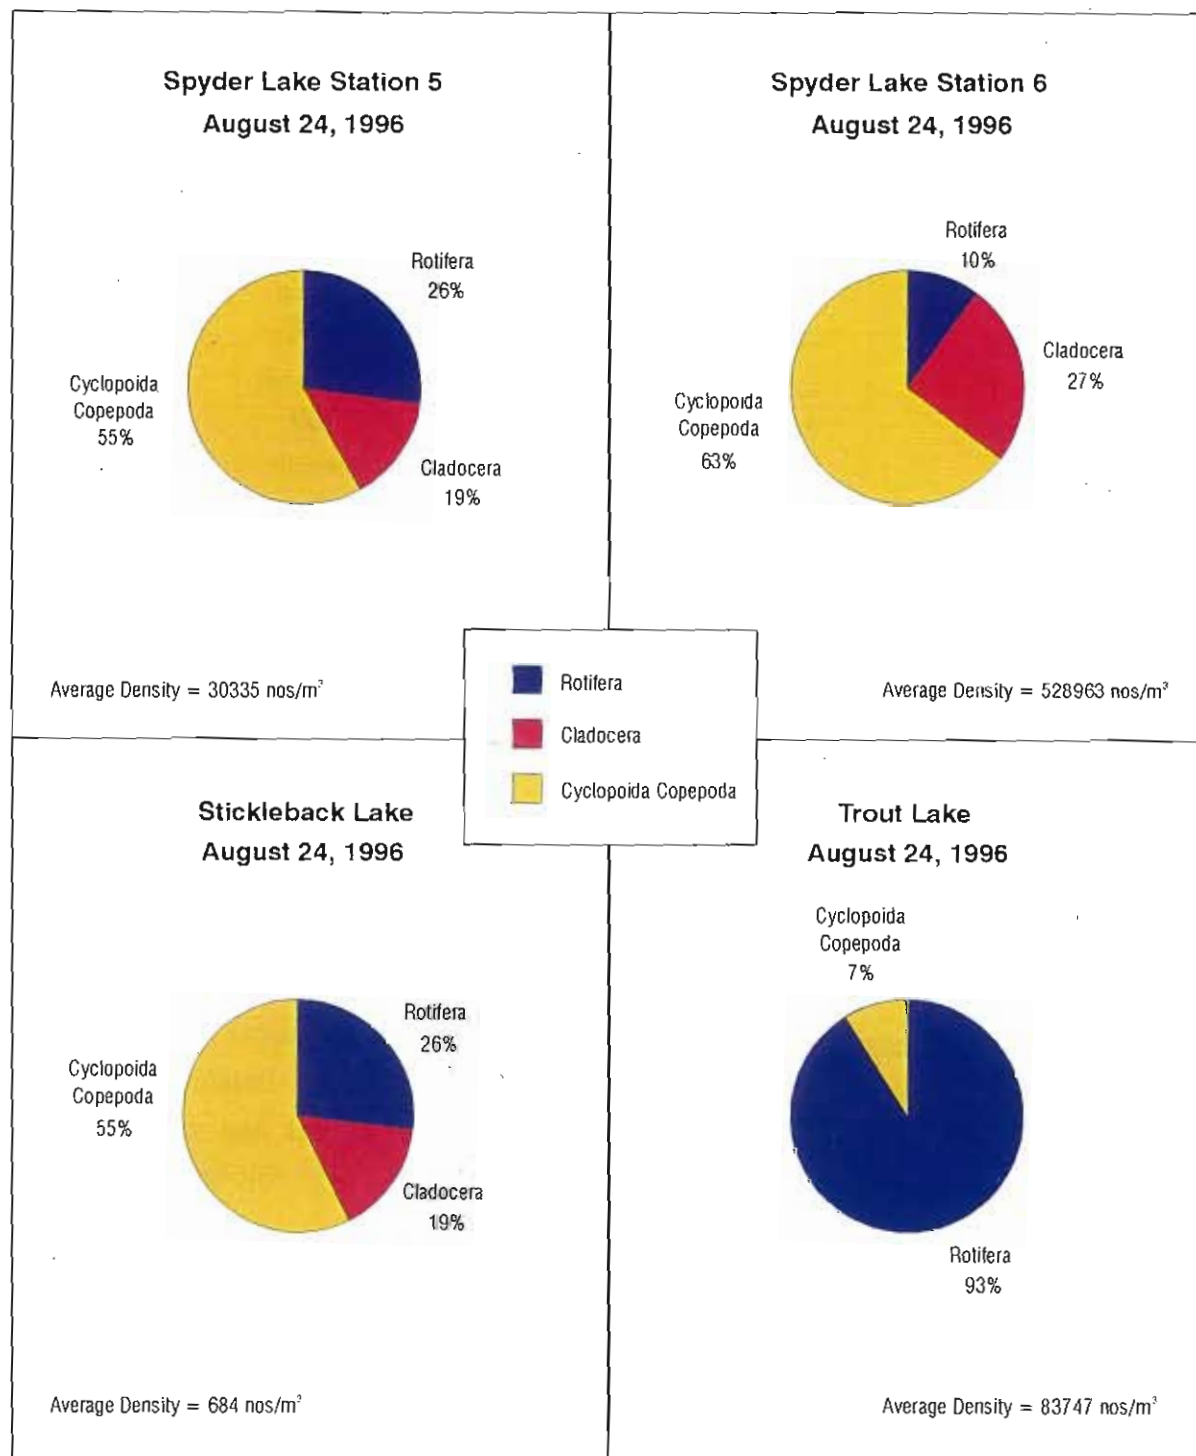 Spyder Lake Station 5
August 24, 1996
Rotifera
26%
Cyclopoida
Copepoda
55%
Cladocera
19%
Average Density = 30335 nos/m³
Spyder Lake Station 6
August 24, 1996
Rotifera
10%
Cladocera
27%
Cyclopoida
Copepoda
63%
Average Density = 528963 nos/m³
Rotifera
Cladocera
Cyclopoida Copepoda
Stickleback Lake
August 24, 1996
Rotifera
26%
Cyclopoida
Copepoda
55%
Cladocera
19%
Average Density = 684 nos/m³
Trout Lake
August 24, 1996
Cyclopoida
Copepoda
7%
Rotifera
93%
Average Density = 83747 nos/m³